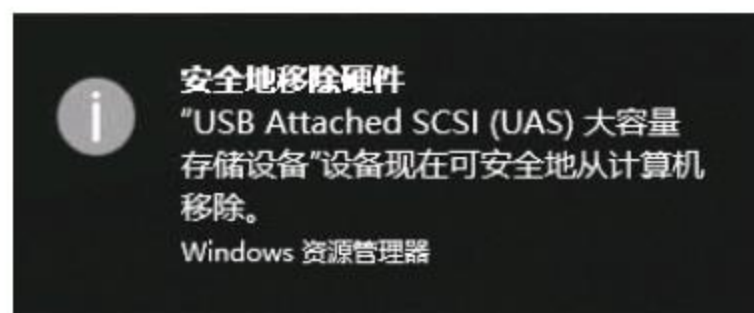 安全地移除硬件
"USB Attached SCSI (UAS) 大容量
存储设备"设备现在可安全地从计算机
移除。
Windows 资源管理器